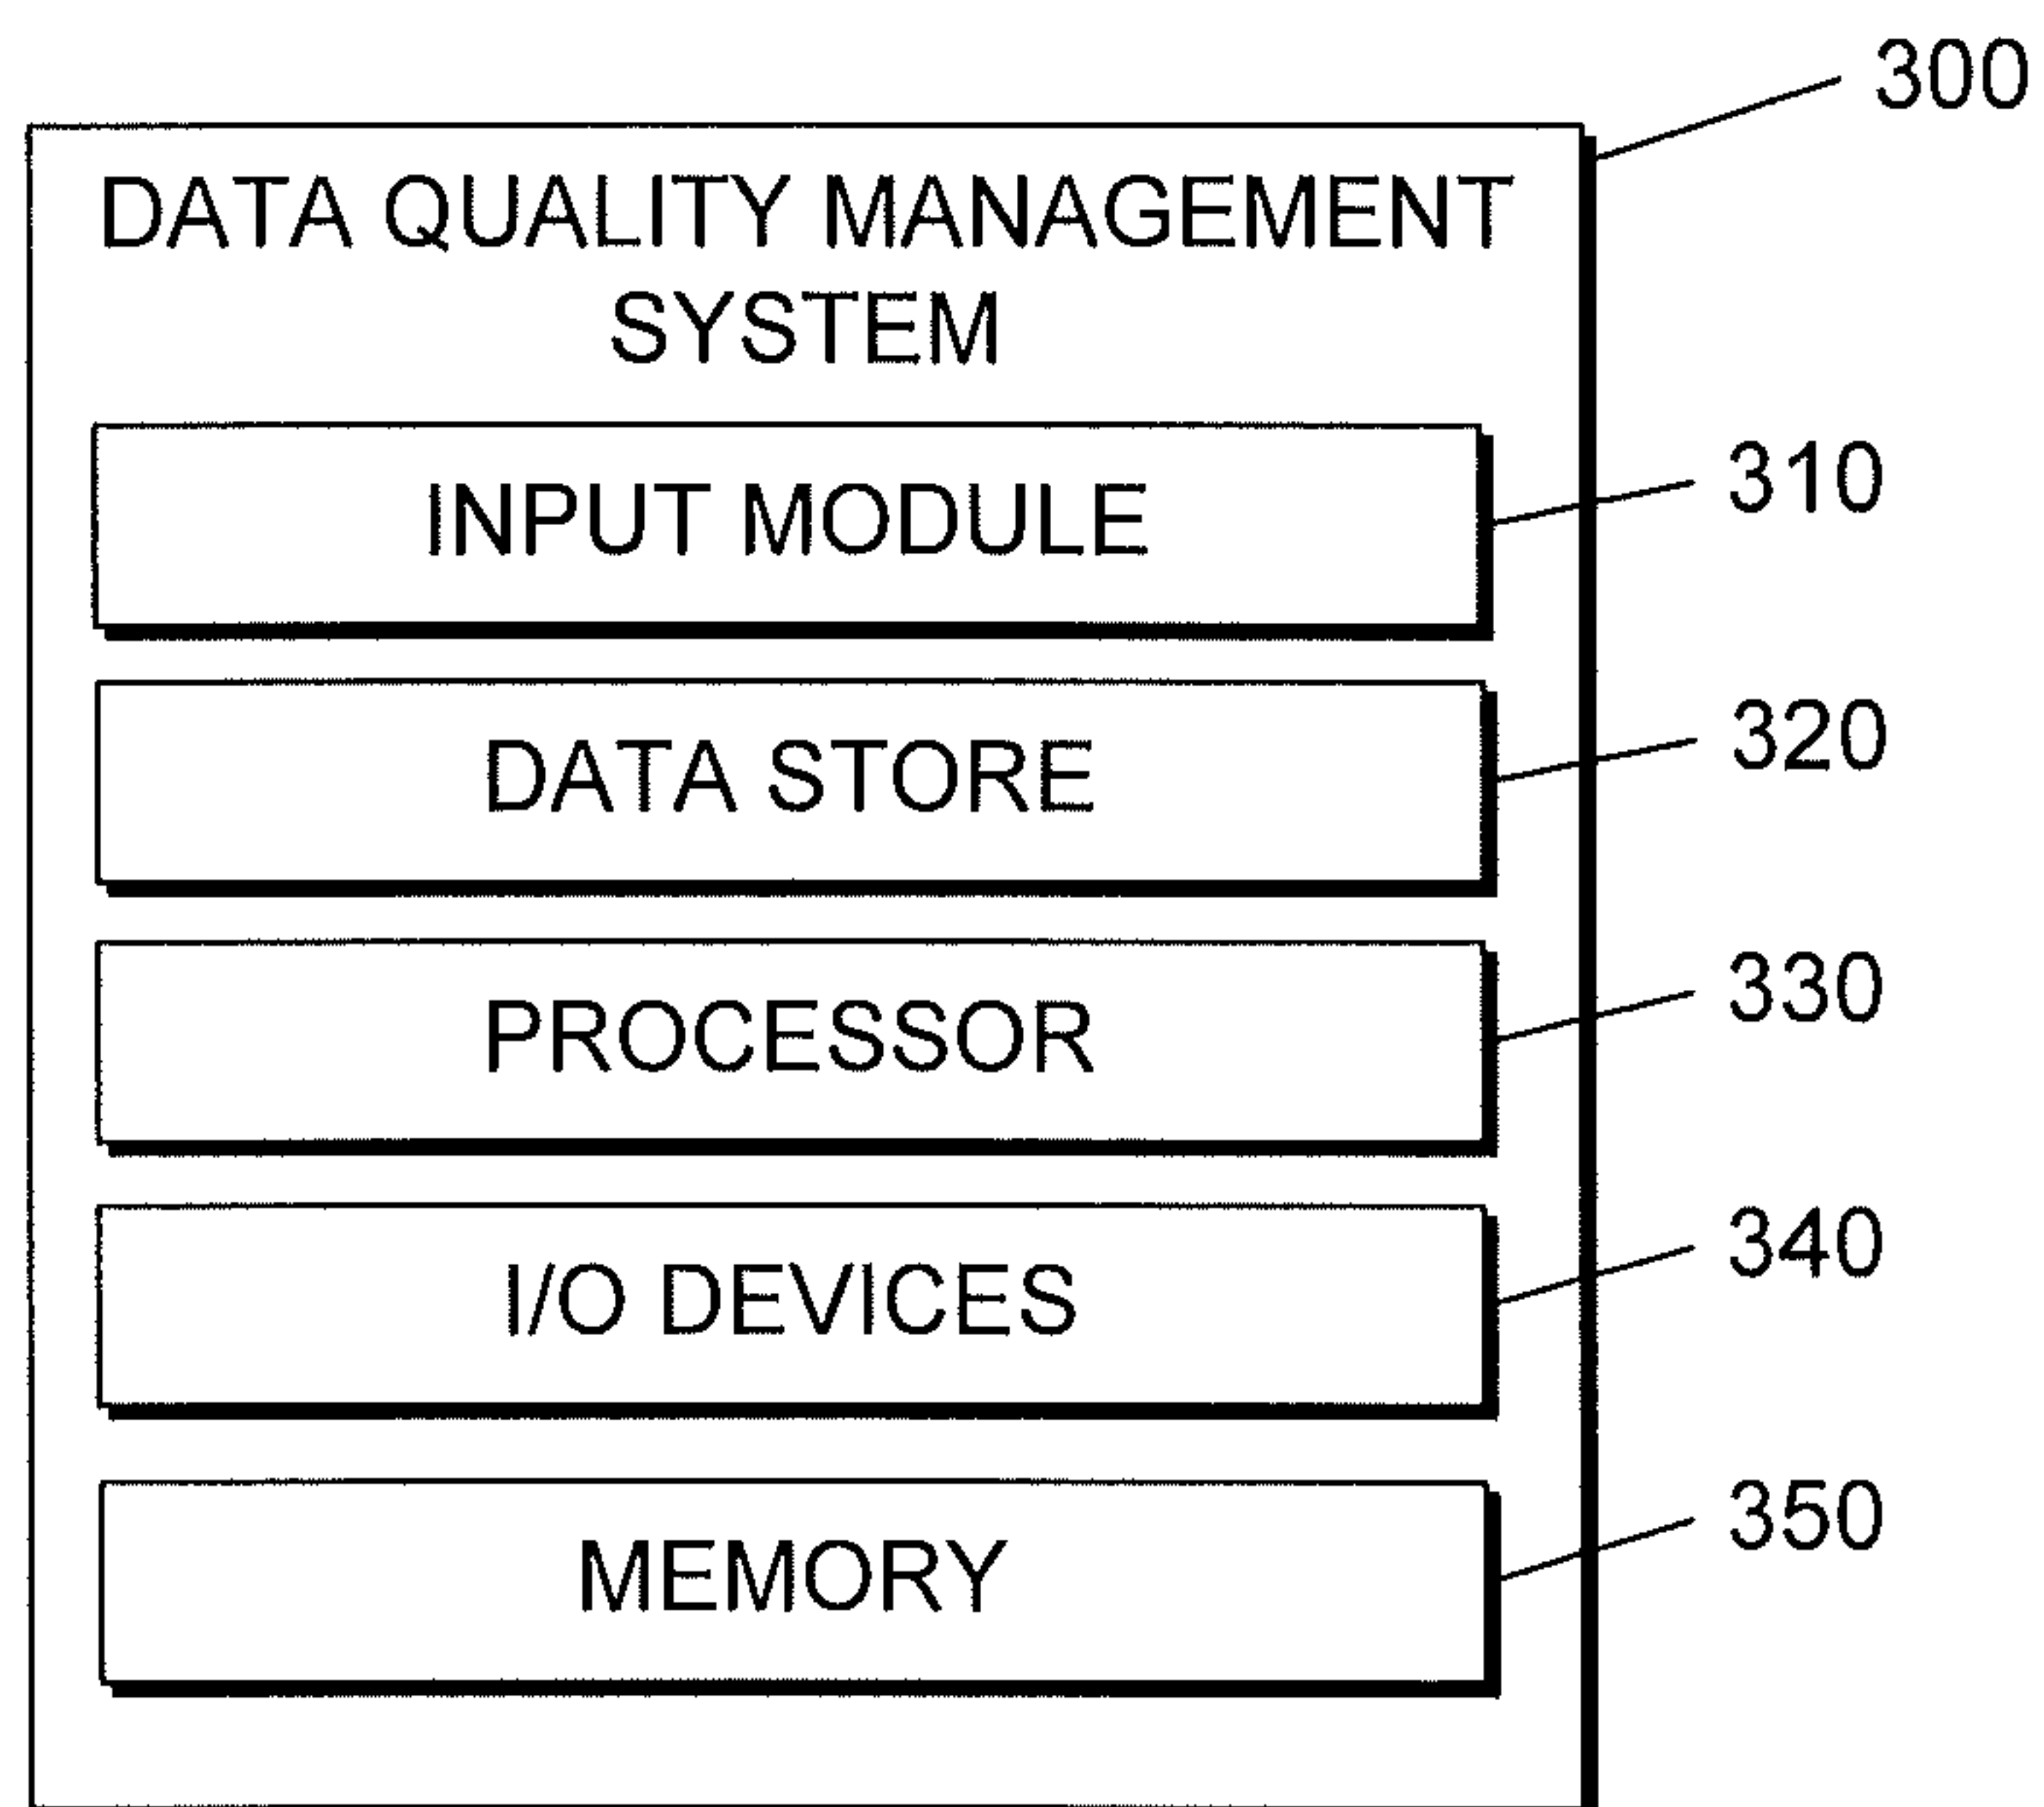 300
DATA QUALITY MANAGEMENT
SYSTEM
INPUT MODULE
310
DATA STORE
320
PROCESSOR
330
I/O DEVICES
340
MEMORY
350